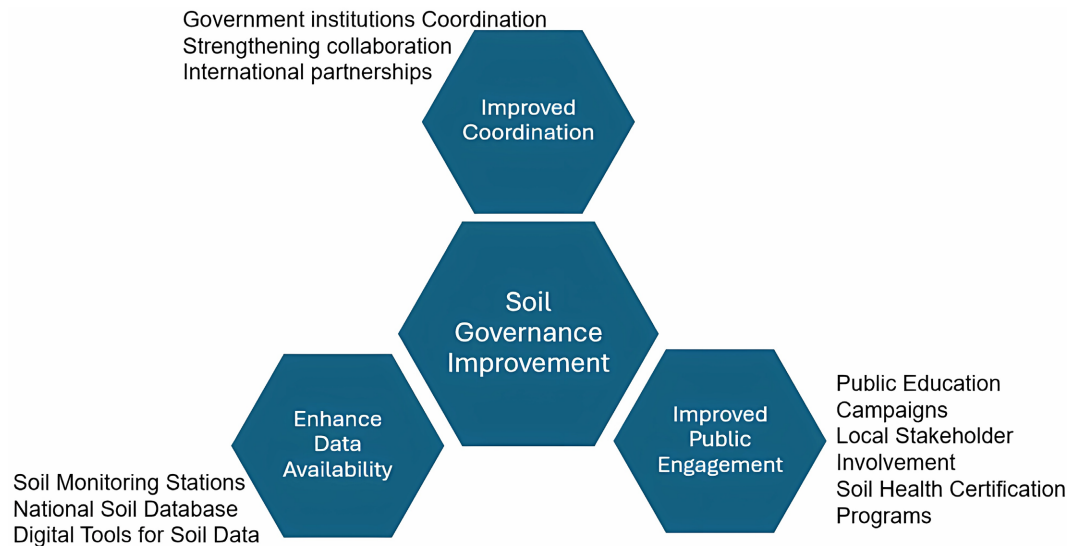 Government institutions Coordination
Strengthening collaboration
International partnerships
Improved
Coordination
Soil
Governance
Improvement
Enhance
Data
Availability
Soil Monitoring Stations
National Soil Database
Digital Tools for Soil Data
Improved
Public
Engagement
Public Education
Campaigns
Local Stakeholder
Involvement
Soil Health Certification
Programs